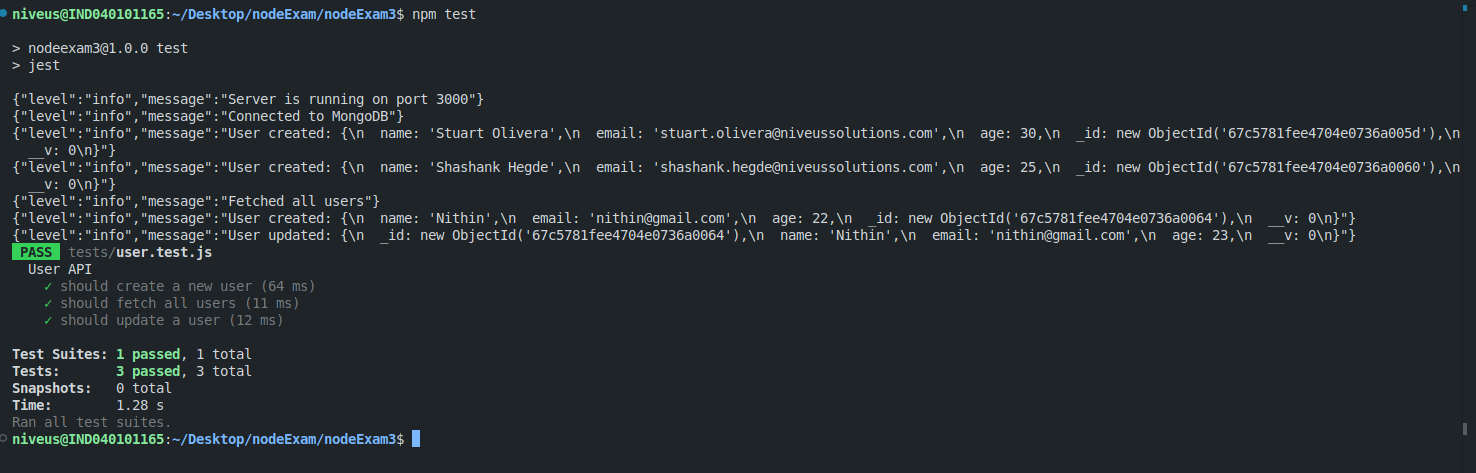 niveus@IND040101165:~/Desktop/nodeExam/nodeExam3$ npm test
> nodeexam3@1.0.0 test
> jest
{"level":"info","message":"Server is running on port 3000"}
{"level":"info","message":"Connected to MongoDB"}
{"level":"info","message":"User created: {\n  name: 'Stuart Olivera',\n  email: 'stuart.olivera@niveussolutions.com',\n  age: 30,\n  _id: new ObjectId('67c5781fee4704e0736a005d'),\n
  __v: 0\n}"}
{"level":"info","message":"User created: {\n  name: 'Shashank Hegde',\n  email: 'shashank.hegde@niveussolutions.com',\n  age: 25,\n  _id: new ObjectId('67c5781fee4704e0736a0060'),\n
  __v: 0\n}"}
{"level":"info","message":"Fetched all users"}
{"level":"info","message":"User created: {\n  name: 'Nithin',\n  email: 'nithin@gmail.com',\n  age: 22,\n  _id: new ObjectId('67c5781fee4704e0736a0064'),\n  __v: 0\n}"}
{"level":"info","message":"User updated: {\n  _id: new ObjectId('67c5781fee4704e0736a0064'),\n  name: 'Nithin',\n  email: 'nithin@gmail.com',\n  age: 23,\n  __v: 0\n}"}
PASS tests/user.test.js
  User API
    ✓ should create a new user (64 ms)
    ✓ should fetch all users (11 ms)
    ✓ should update a user (12 ms)
Test Suites: 1 passed, 1 total
Tests:       3 passed, 3 total
Snapshots:   0 total
Time:        1.28 s
Ran all test suites.
niveus@IND040101165:~/Desktop/nodeExam/nodeExam3$